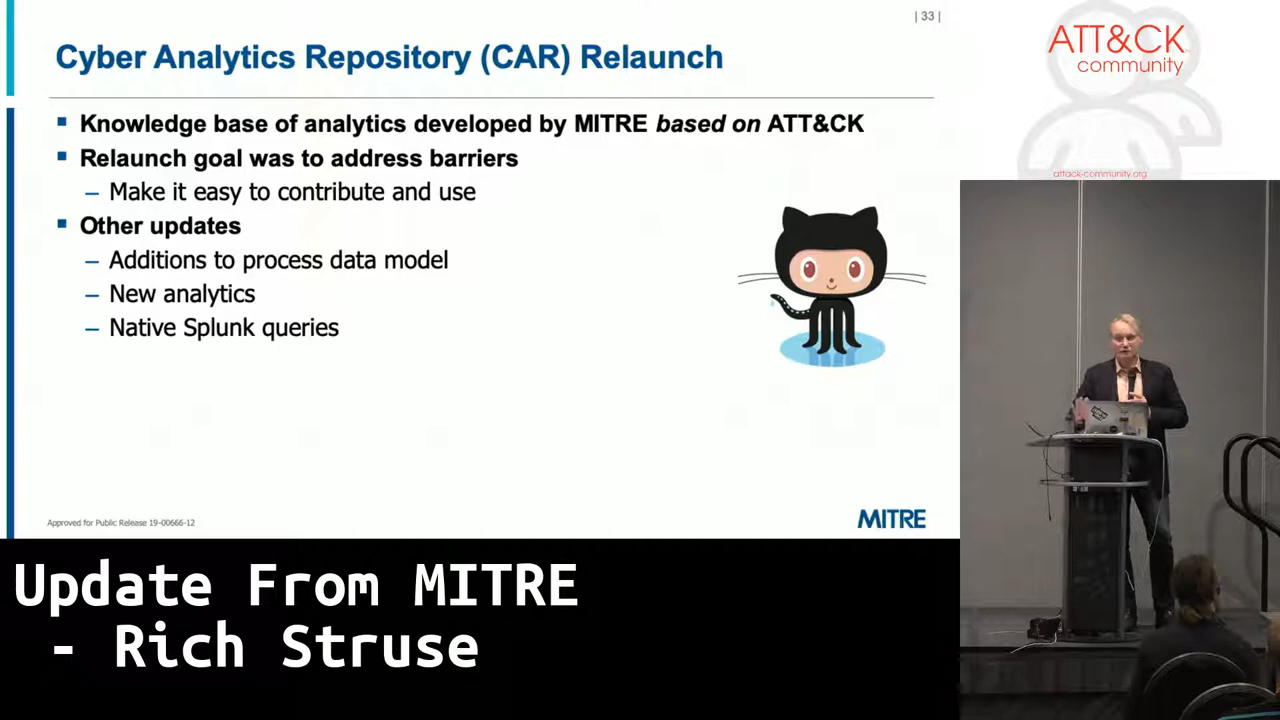 | 33 |
Cyber Analytics Repository (CAR) Relaunch
▪ Knowledge base of analytics developed by MITRE based on ATT&CK
▪ Relaunch goal was to address barriers
– Make it easy to contribute and use
▪ Other updates
– Additions to process data model
– New analytics
– Native Splunk queries
Approved for Public Release 19-00666-12
MITRE
ATT&CK
community
attack-community.org
Update From MITRE
- Rich Struse